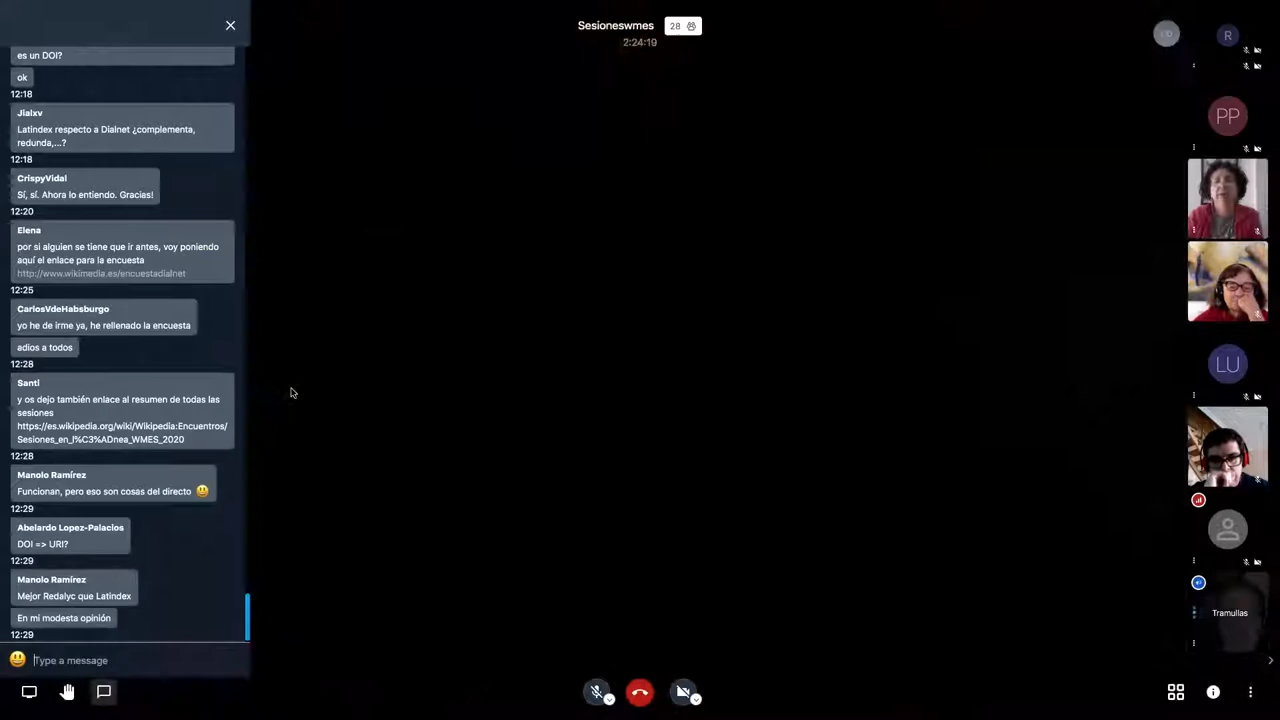 Sesioneswmes
28
2:24:19
es un DOI?
ok
12:18
Jialxv
Latindex respecto a Dialnet ¿complementa,
redunda,...?
12:18
CrispyVidal
Sí, sí. Ahora lo entiendo. Gracias!
12:20
Elena
por si alguien se tiene que ir antes, voy poniendo
aquí el enlace para la encuesta
http://www.wikimedia.es/encuestadialnet
12:25
CarlosVdeHabsburgo
yo he de irme ya, he rellenado la encuesta
adios a todos
12:28
Santi
y os dejo también enlace al resumen de todas las
sesiones
https://es.wikipedia.org/wiki/Wikipedia:Encuentros/
Sesiones_en_l%C3%ADnea_WMES_2020
12:28
Manolo Ramírez
Funcionan, pero eso son cosas del directo 😃
12:29
Abelardo Lopez-Palacios
DOI => URI?
12:29
Manolo Ramírez
Mejor Redalyc que Latindex
En mi modesta opinión
12:29
Type a message
R
PP
LU
Tramullas